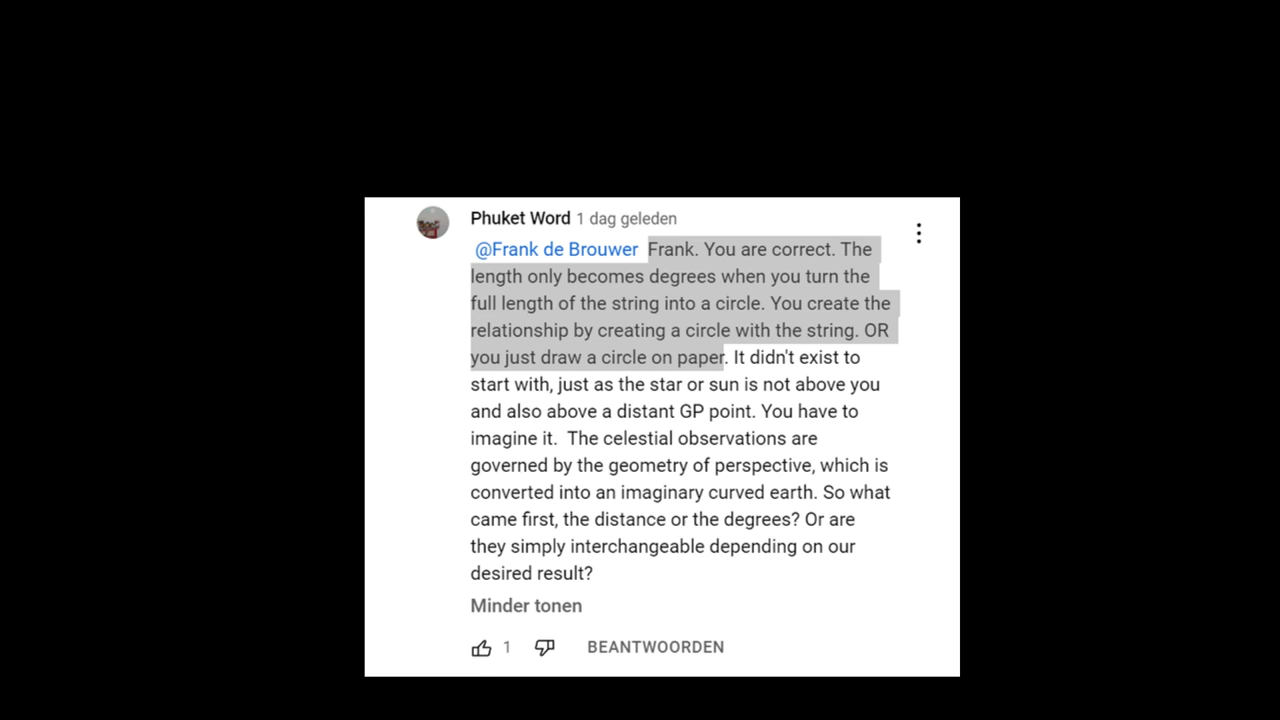 Phuket Word 1 dag geleden
@Frank de Brouwer Frank. You are correct. The
length only becomes degrees when you turn the
full length of the string into a circle. You create the
relationship by creating a circle with the string. OR
you just draw a circle on paper. It didn't exist to
start with, just as the star or sun is not above you
and also above a distant GP point. You have to
imagine it. The celestial observations are
governed by the geometry of perspective, which is
converted into an imaginary curved earth. So what
came first, the distance or the degrees? Or are
they simply interchangeable depending on our
desired result?
Minder tonen
1 BEANTWOORDEN